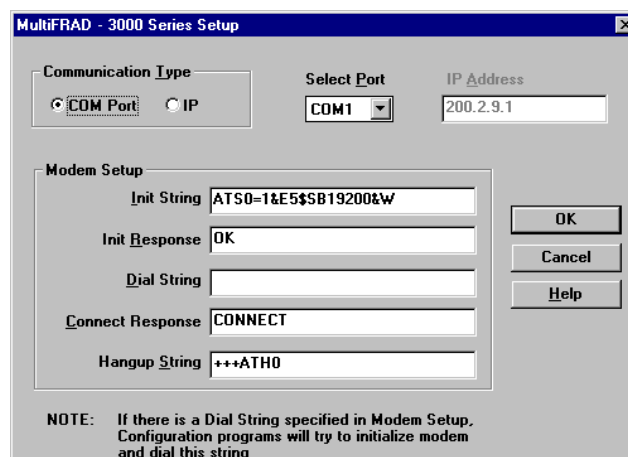 MultiFRAD - 3000 Series Setup
Communication Type
COM Port
IP
Select Port
COM1
IP Address
200.2.9.1
Modem Setup
Init String
ATS0=1&E5$SB19200&W
Init Response
OK
Dial String
Connect Response
CONNECT
Hangup String
+++ATH0
OK
Cancel
Help
NOTE: If there is a Dial String specified in Modem Setup,
Configuration programs will try to initialize modem
and dial this string